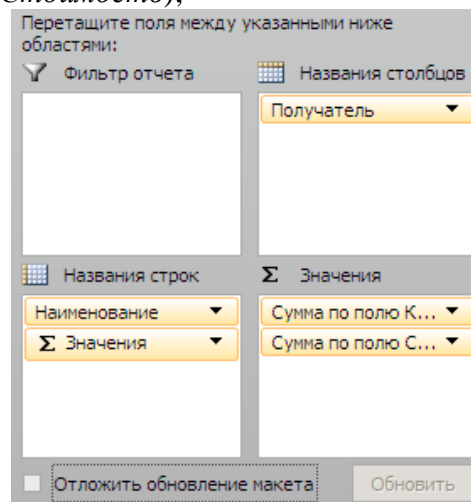 Стоимость),
Перетащите поля между указанными ниже
областями:
Фильтр отчета
Названия столбцов
Получатель
Названия строк
Σ Значения
Наименование
Σ Значения
Сумма по полю К...
Сумма по полю С...
Отложить обновление макета
Обновить